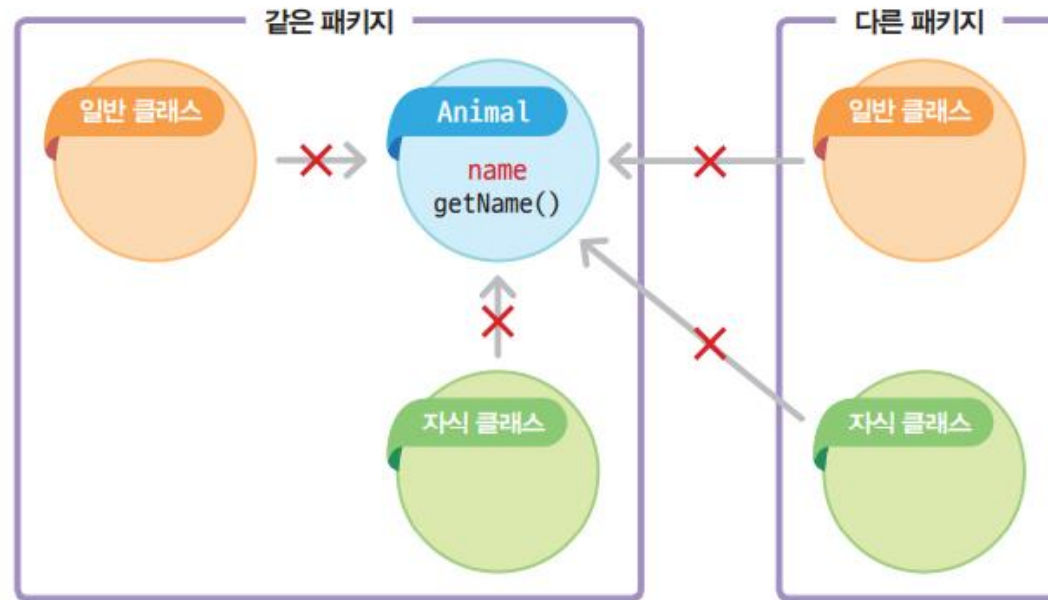 같은 패키지
다른 패키지
일반 클래스
Animal
일반 클래스
name
getName()
자식 클래스
자식 클래스